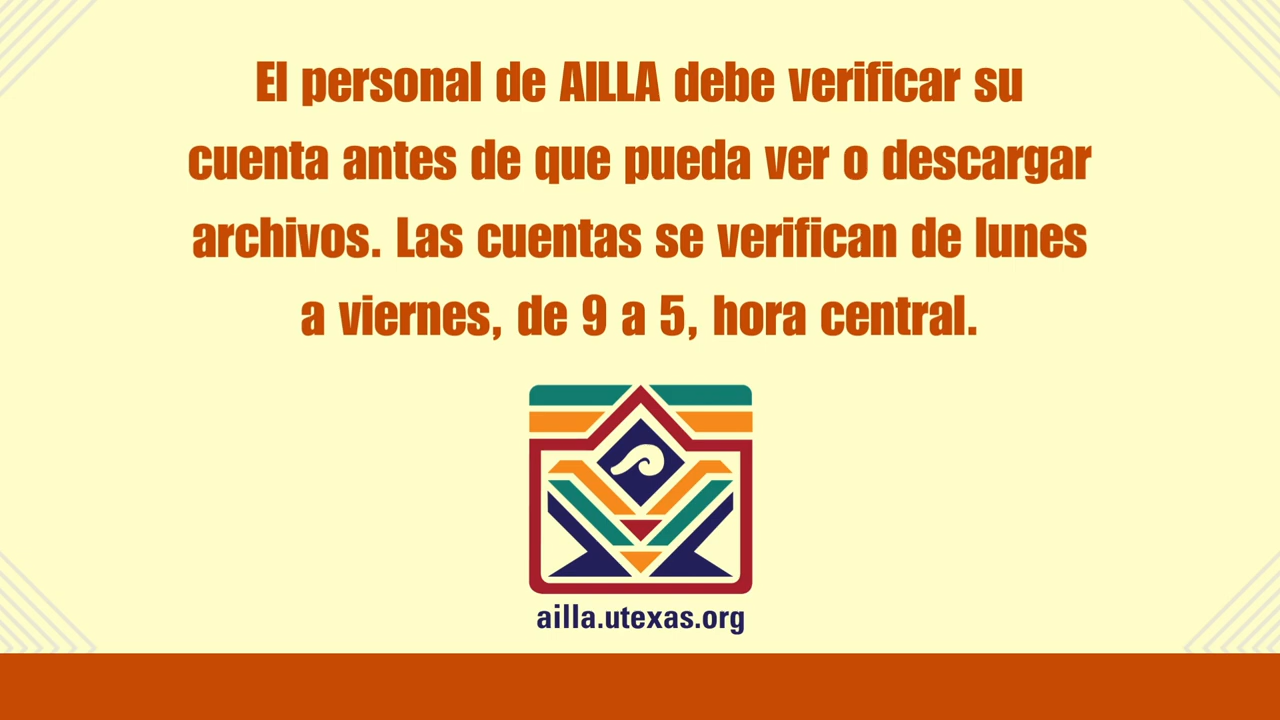 El personal de AILLA debe verificar su
cuenta antes de que pueda ver o descargar
archivos. Las cuentas se verifican de lunes
a viernes, de 9 a 5, hora central.
ailla.utexas.org